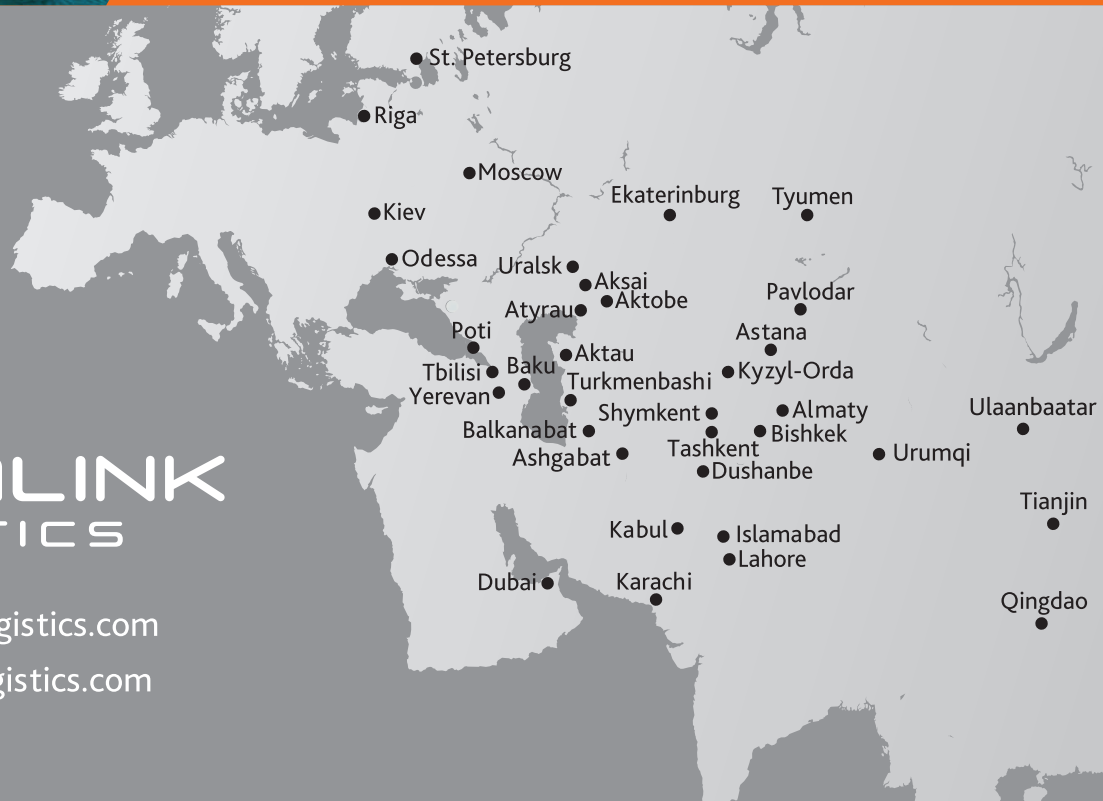 St. Petersburg
Riga
Moscow
Ekaterinburg
Tyumen
Kiev
Odessa
Uralsk
Aksai
Aktobe
Pavlodar
Atyrau
Poti
Astana
Aktau
Baku
Tbilisi
Kyzyl-Orda
Turkmenbashi
Yerevan
Shymkent
Almaty
Ulaanbaatar
Balkanabat
Bishkek
Tashkent
Urumqi
Ashgabat
Dushanbe
LINK
TICS
Tianjin
Kabul
Islamabad
Lahore
Dubai
Karachi
Qingdao
gistics.com
gistics.com